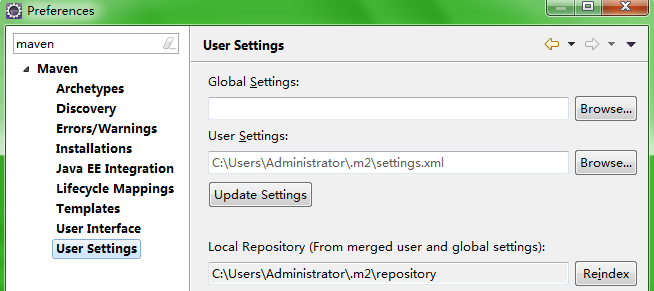 Preferences
maven
Maven
Archetypes
Discovery
Errors/Warnings
Installations
Java EE Integration
Lifecycle Mappings
Templates
User Interface
User Settings
User Settings
Global Settings:
Browse...
User Settings:
C:\Users\Administrator\.m2\settings.xml
Browse...
Update Settings
Local Repository (From merged user and global settings):
C:\Users\Administrator\.m2\repository
Reindex